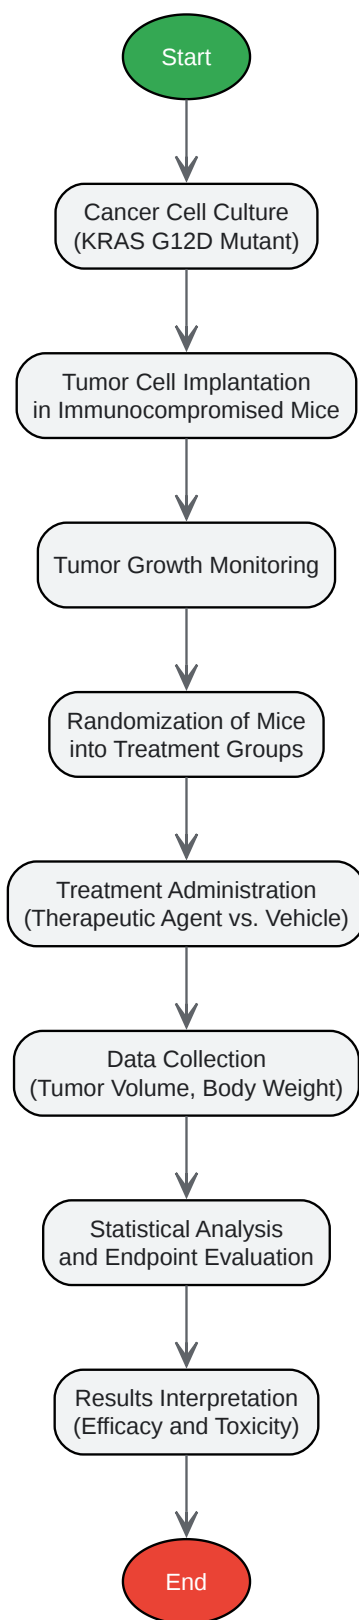 Start
Cancer Cell Culture
(KRAS G12D Mutant)
Tumor Cell Implantation
in Immunocompromised Mice
Tumor Growth Monitoring
Randomization of Mice
into Treatment Groups
Treatment Administration
(Therapeutic Agent vs. Vehicle)
Data Collection
(Tumor Volume, Body Weight)
Statistical Analysis
and Endpoint Evaluation
Results Interpretation
(Efficacy and Toxicity)
End